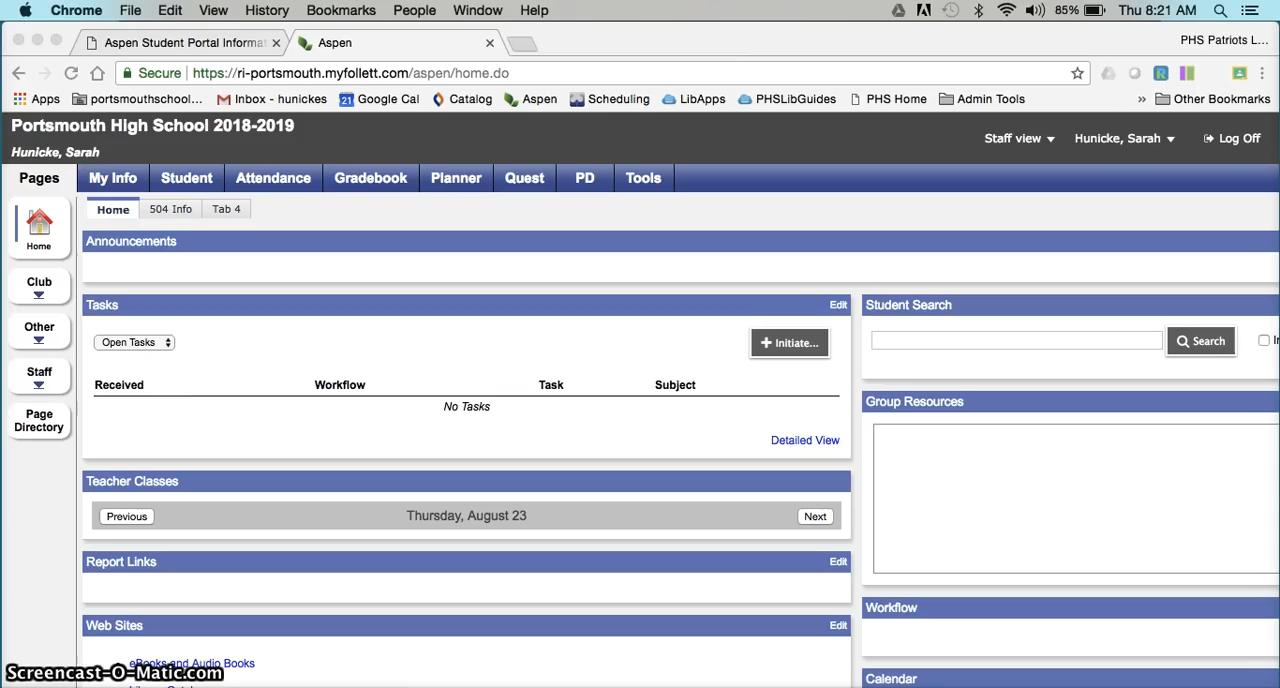 Chrome File Edit View History Bookmarks People Window Help 85% Thu 8:21 AM
Aspen Student Portal Informat Aspen PHS Patriots L...
Secure https://ri-portsmouth.myfollett.com/aspen/home.do
Apps portsmouthschool... Inbox - hunickes 21 Google Cal Catalog Aspen Scheduling LibApps PHSLibGuides PHS Home Admin Tools » Other Bookmarks
Portsmouth High School 2018-2019
Hunicke, Sarah
Staff view Hunicke, Sarah Log Off
Pages My Info Student Attendance Gradebook Planner Quest PD Tools
Home 504 Info Tab 4
Home
Club
Other
Staff
Page
Directory
Announcements
Tasks Edit
Open Tasks + Initiate...
Received Workflow Task Subject
No Tasks
Detailed View
Teacher Classes
Previous Thursday, August 23 Next
Report Links Edit
Web Sites Edit
eBooks and Audio Books
Student Search
Search
Group Resources
Workflow
Calendar
Screencast-O-Matic.com